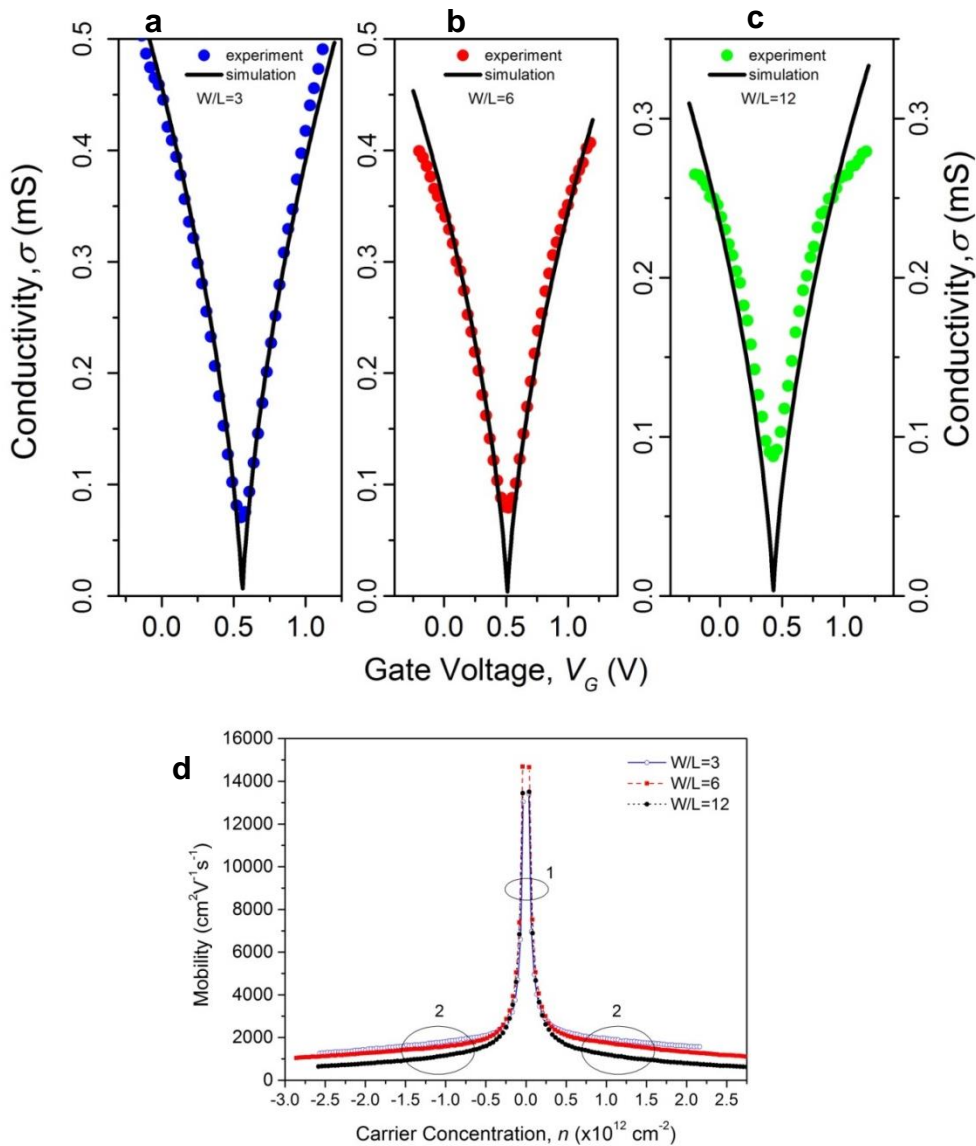 a
b
c
0.5
0.4
0.3
0.2
0.1
0.0
Conductivity, σ (mS)
experiment
simulation
W/L=3
0.0 0.5 1.0
0.5
0.4
0.3
0.2
0.1
0.0
experiment
simulation
W/L=6
0.0 0.5 1.0
0.3
0.2
0.1
0.0
experiment
simulation
W/L=12
0.0 0.5 1.0
0.3
0.2
0.1
0.0
Conductivity, σ (mS)
Gate Voltage, V_G (V)
d
16000
14000
12000
10000
8000
6000
4000
2000
0
Mobility (cm²V⁻¹s⁻¹)
W/L=3
W/L=6
W/L=12
1
2
2
-3.0 -2.5 -2.0 -1.5 -1.0 -0.5 0.0 0.5 1.0 1.5 2.0 2.5
Carrier Concentration, n (x10¹² cm⁻²)